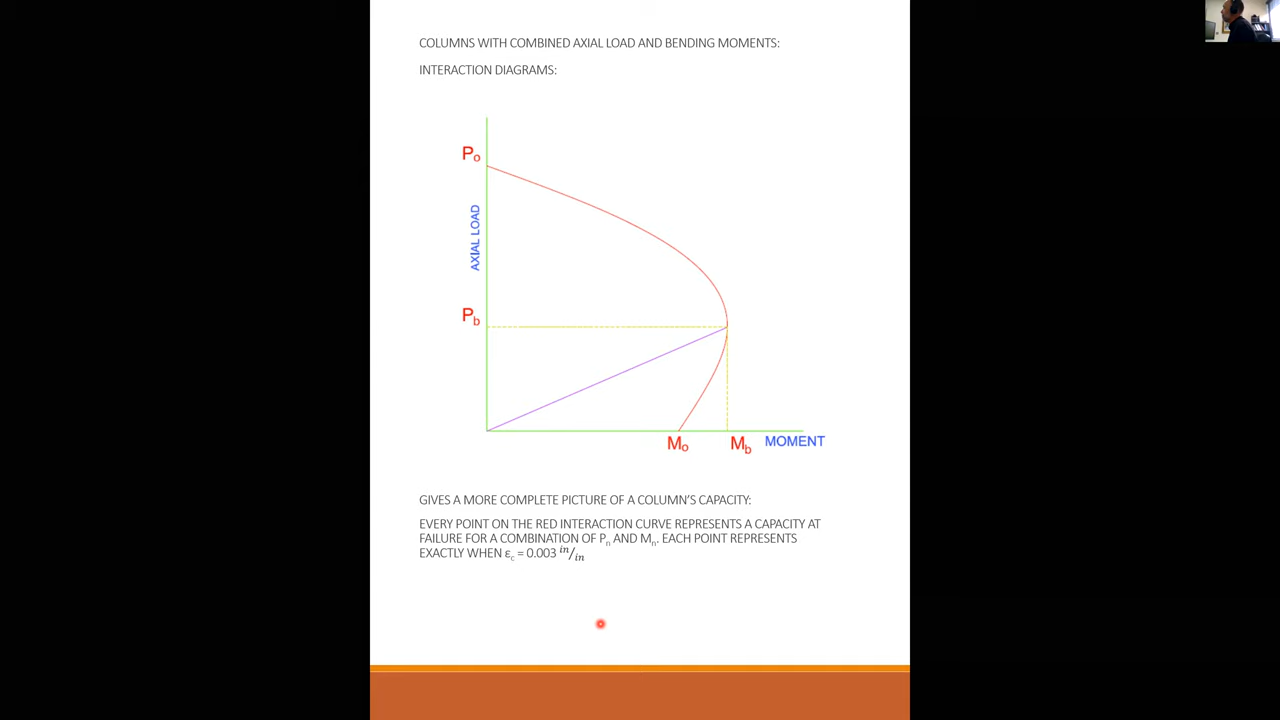 COLUMNS WITH COMBINED AXIAL LOAD AND BENDING MOMENTS:
INTERACTION DIAGRAMS:
Po
AXIAL LOAD
Pb
Mo
Mb
MOMENT
GIVES A MORE COMPLETE PICTURE OF A COLUMN'S CAPACITY:
EVERY POINT ON THE RED INTERACTION CURVE REPRESENTS A CAPACITY AT
FAILURE FOR A COMBINATION OF Pn AND Mn. EACH POINT REPRESENTS
EXACTLY WHEN εc = 0.003 in/in